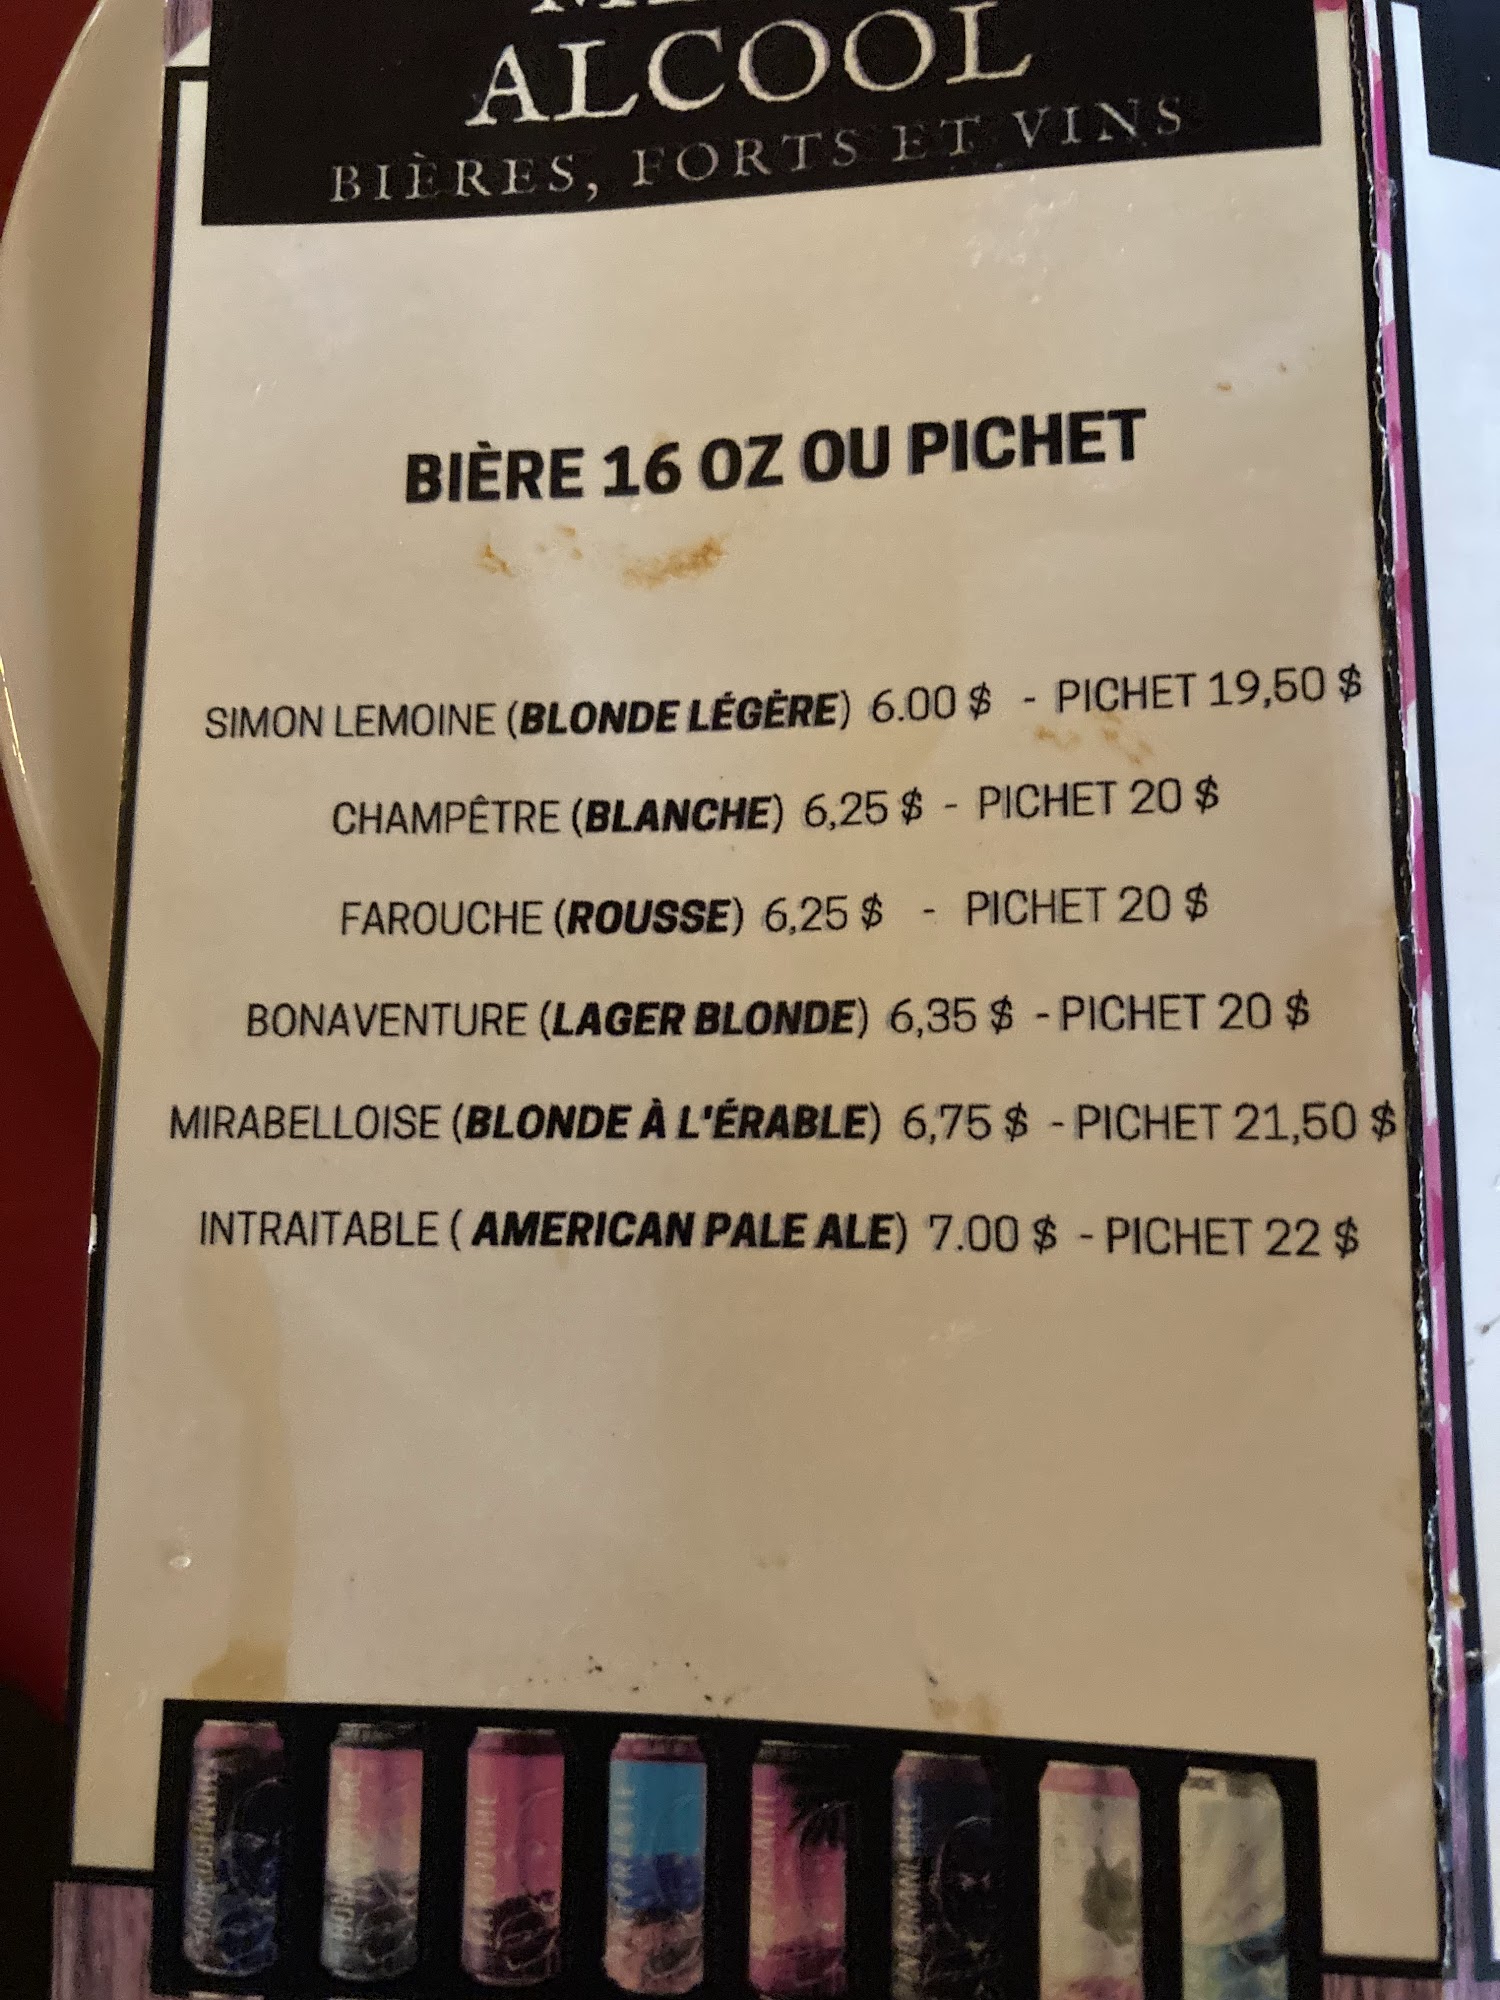 ALCOOL
BIÈRES, FORTS ET VINS
BIÈRE 16 OZ OU PICHET
SIMON LEMOINE (BLONDE LÉGÈRE) 6.00 $ - PICHET 19,50 $
CHAMPÊTRE (BLANCHE) 6,25 $ - PICHET 20 $
FAROUCHE (ROUSSE) 6,25 $ - PICHET 20 $
BONAVENTURE (LAGER BLONDE) 6,35 $ - PICHET 20 $
MIRABELLOISE (BLONDE À L'ÉRABLE) 6,75 $ - PICHET 21,50 $
INTRAITABLE ( AMERICAN PALE ALE) 7.00 $ - PICHET 22 $